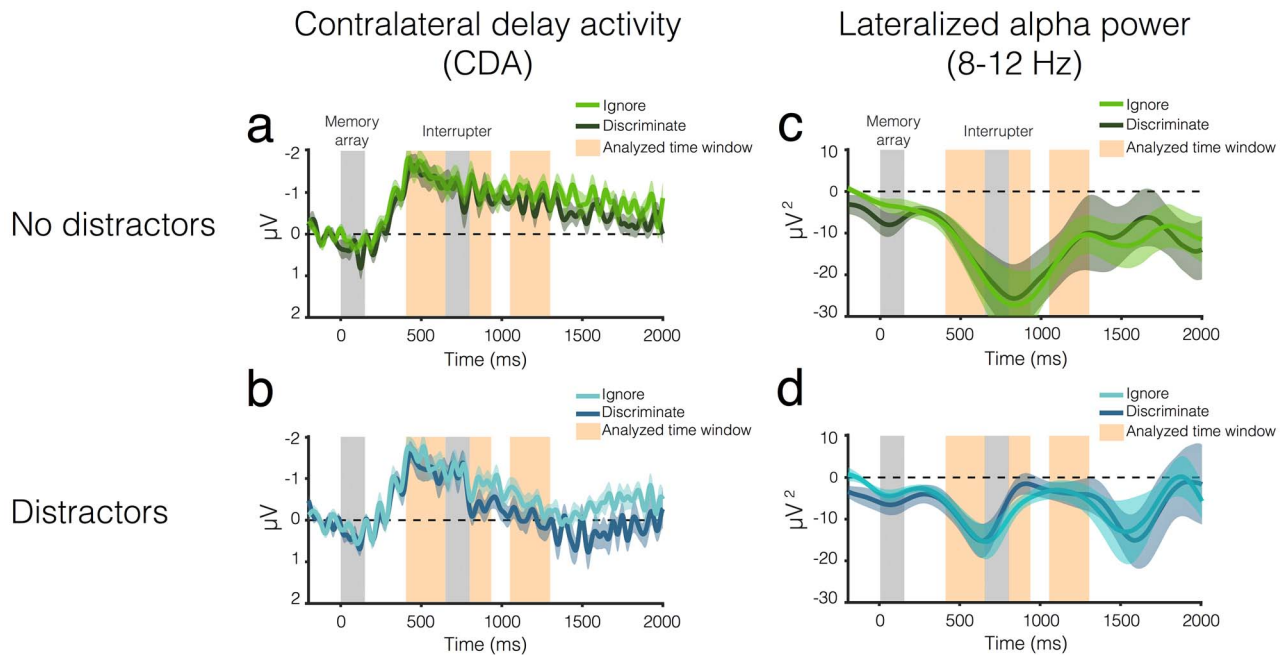 Contralateral delay activity
(CDA)
Lateralized alpha power
(8-12 Hz)
No distractors
Distractors
a
Memory
array
Interrupter
Ignore
Discriminate
Analyzed time window
-2
-1
0
1
2
µV
0
500
1000
1500
2000
Time (ms)
c
Memory
array
Interrupter
Ignore
Discriminate
Analyzed time window
10
0
-10
-20
-30
µV²
0
500
1000
1500
2000
Time (ms)
b
Ignore
Discriminate
Analyzed time window
-2
-1
0
1
2
µV
0
500
1000
1500
2000
Time (ms)
d
Ignore
Discriminate
Analyzed time window
10
0
-10
-20
-30
µV²
0
500
1000
1500
2000
Time (ms)